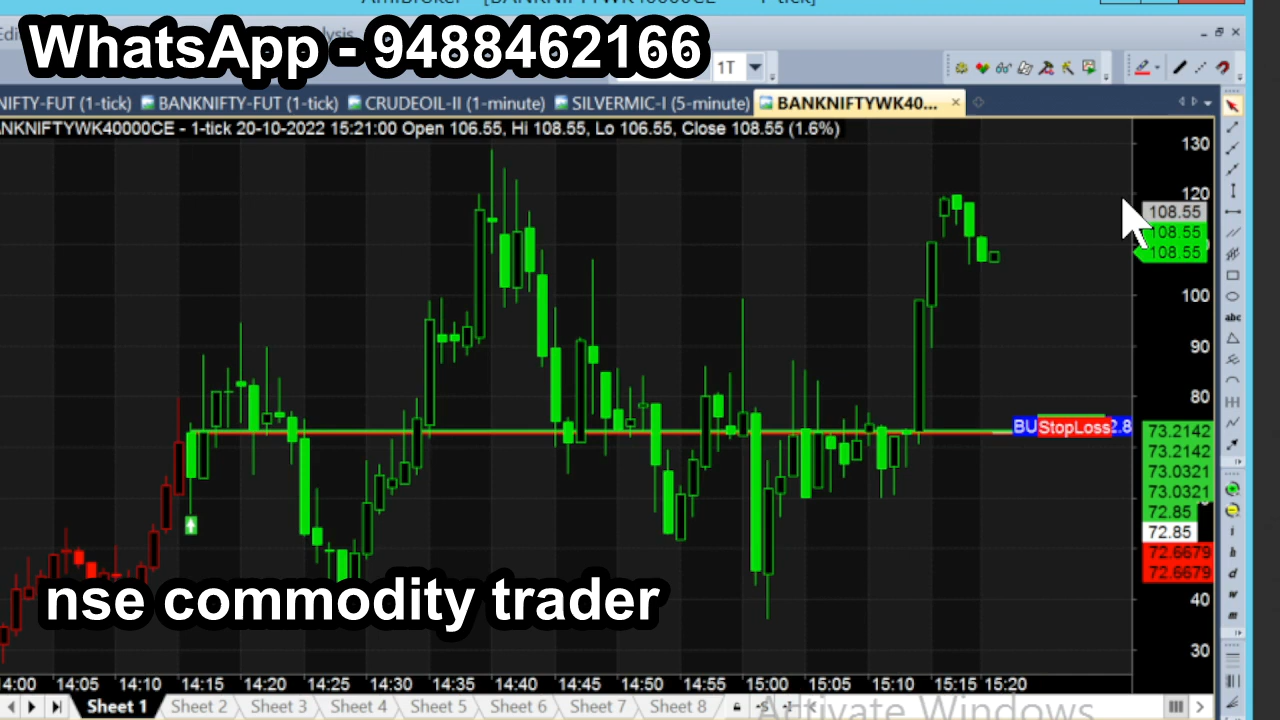 WhatsApp - 9488462166
1T
NIFTY-FUT (1-tick) BANKNIFTY-FUT (1-tick) CRUDEOIL-II (1-minute) SILVERMIC-I (5-minute) BANKNIFTYWK40...
ANKNIFTYWK40000CE - 1-tick 20-10-2022 15:21:00 Open 106.55, Hi 108.55, Lo 106.55, Close 108.55 (1.6%)
130
120
108.55
108.55
108.55
100
90
80
BU StopLoss 2.8
73.2142
73.2142
73.0321
73.0321
72.85
72.85
72.6679
72.6679
40
30
abc
nse commodity trader
14:00 14:05 14:10 14:15 14:20 14:25 14:30 14:35 14:40 14:45 14:50 14:55 15:00 15:05 15:10 15:15 15:20
Sheet 1 Sheet 2 Sheet 3 Sheet 4 Sheet 5 Sheet 6 Sheet 7 Sheet 8
Activate Windows